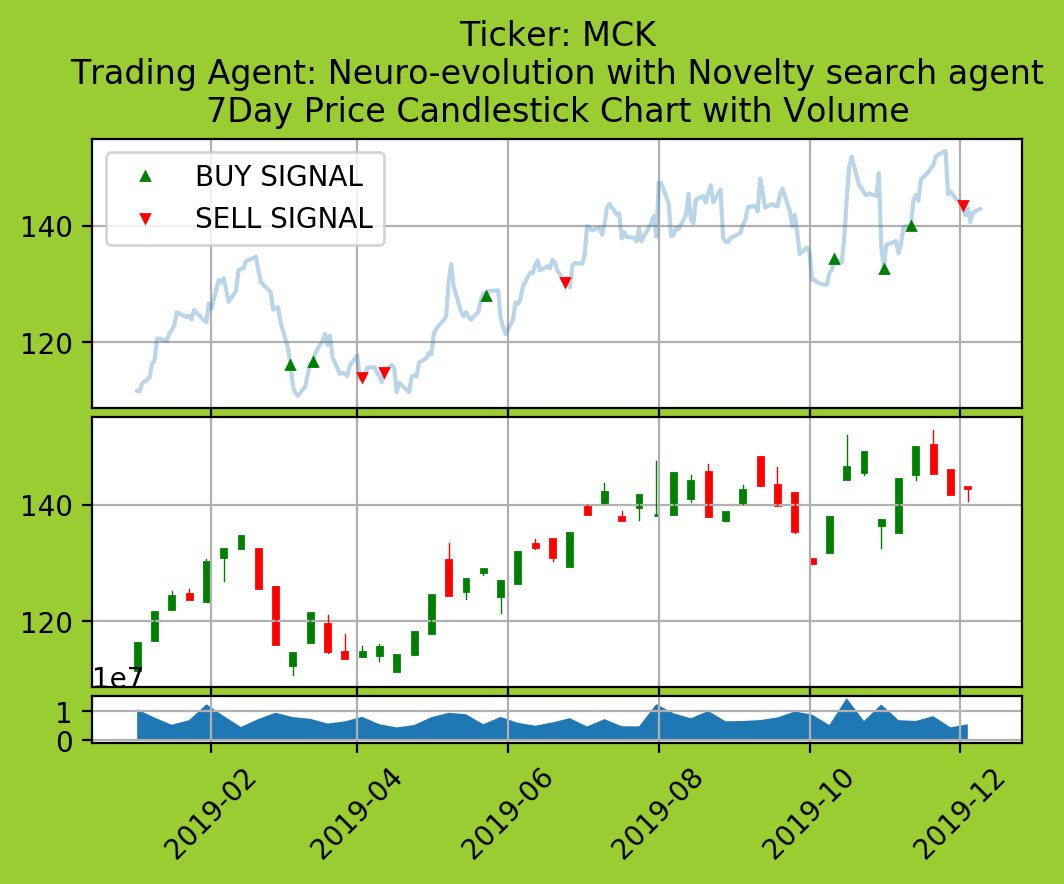 Ticker: MCK
Trading Agent: Neuro-evolution with Novelty search agent
7Day Price Candlestick Chart with Volume
BUY SIGNAL
SELL SIGNAL
140
120
140
120
1e7
1
0
2019-02
2019-04
2019-06
2019-08
2019-10
2019-12